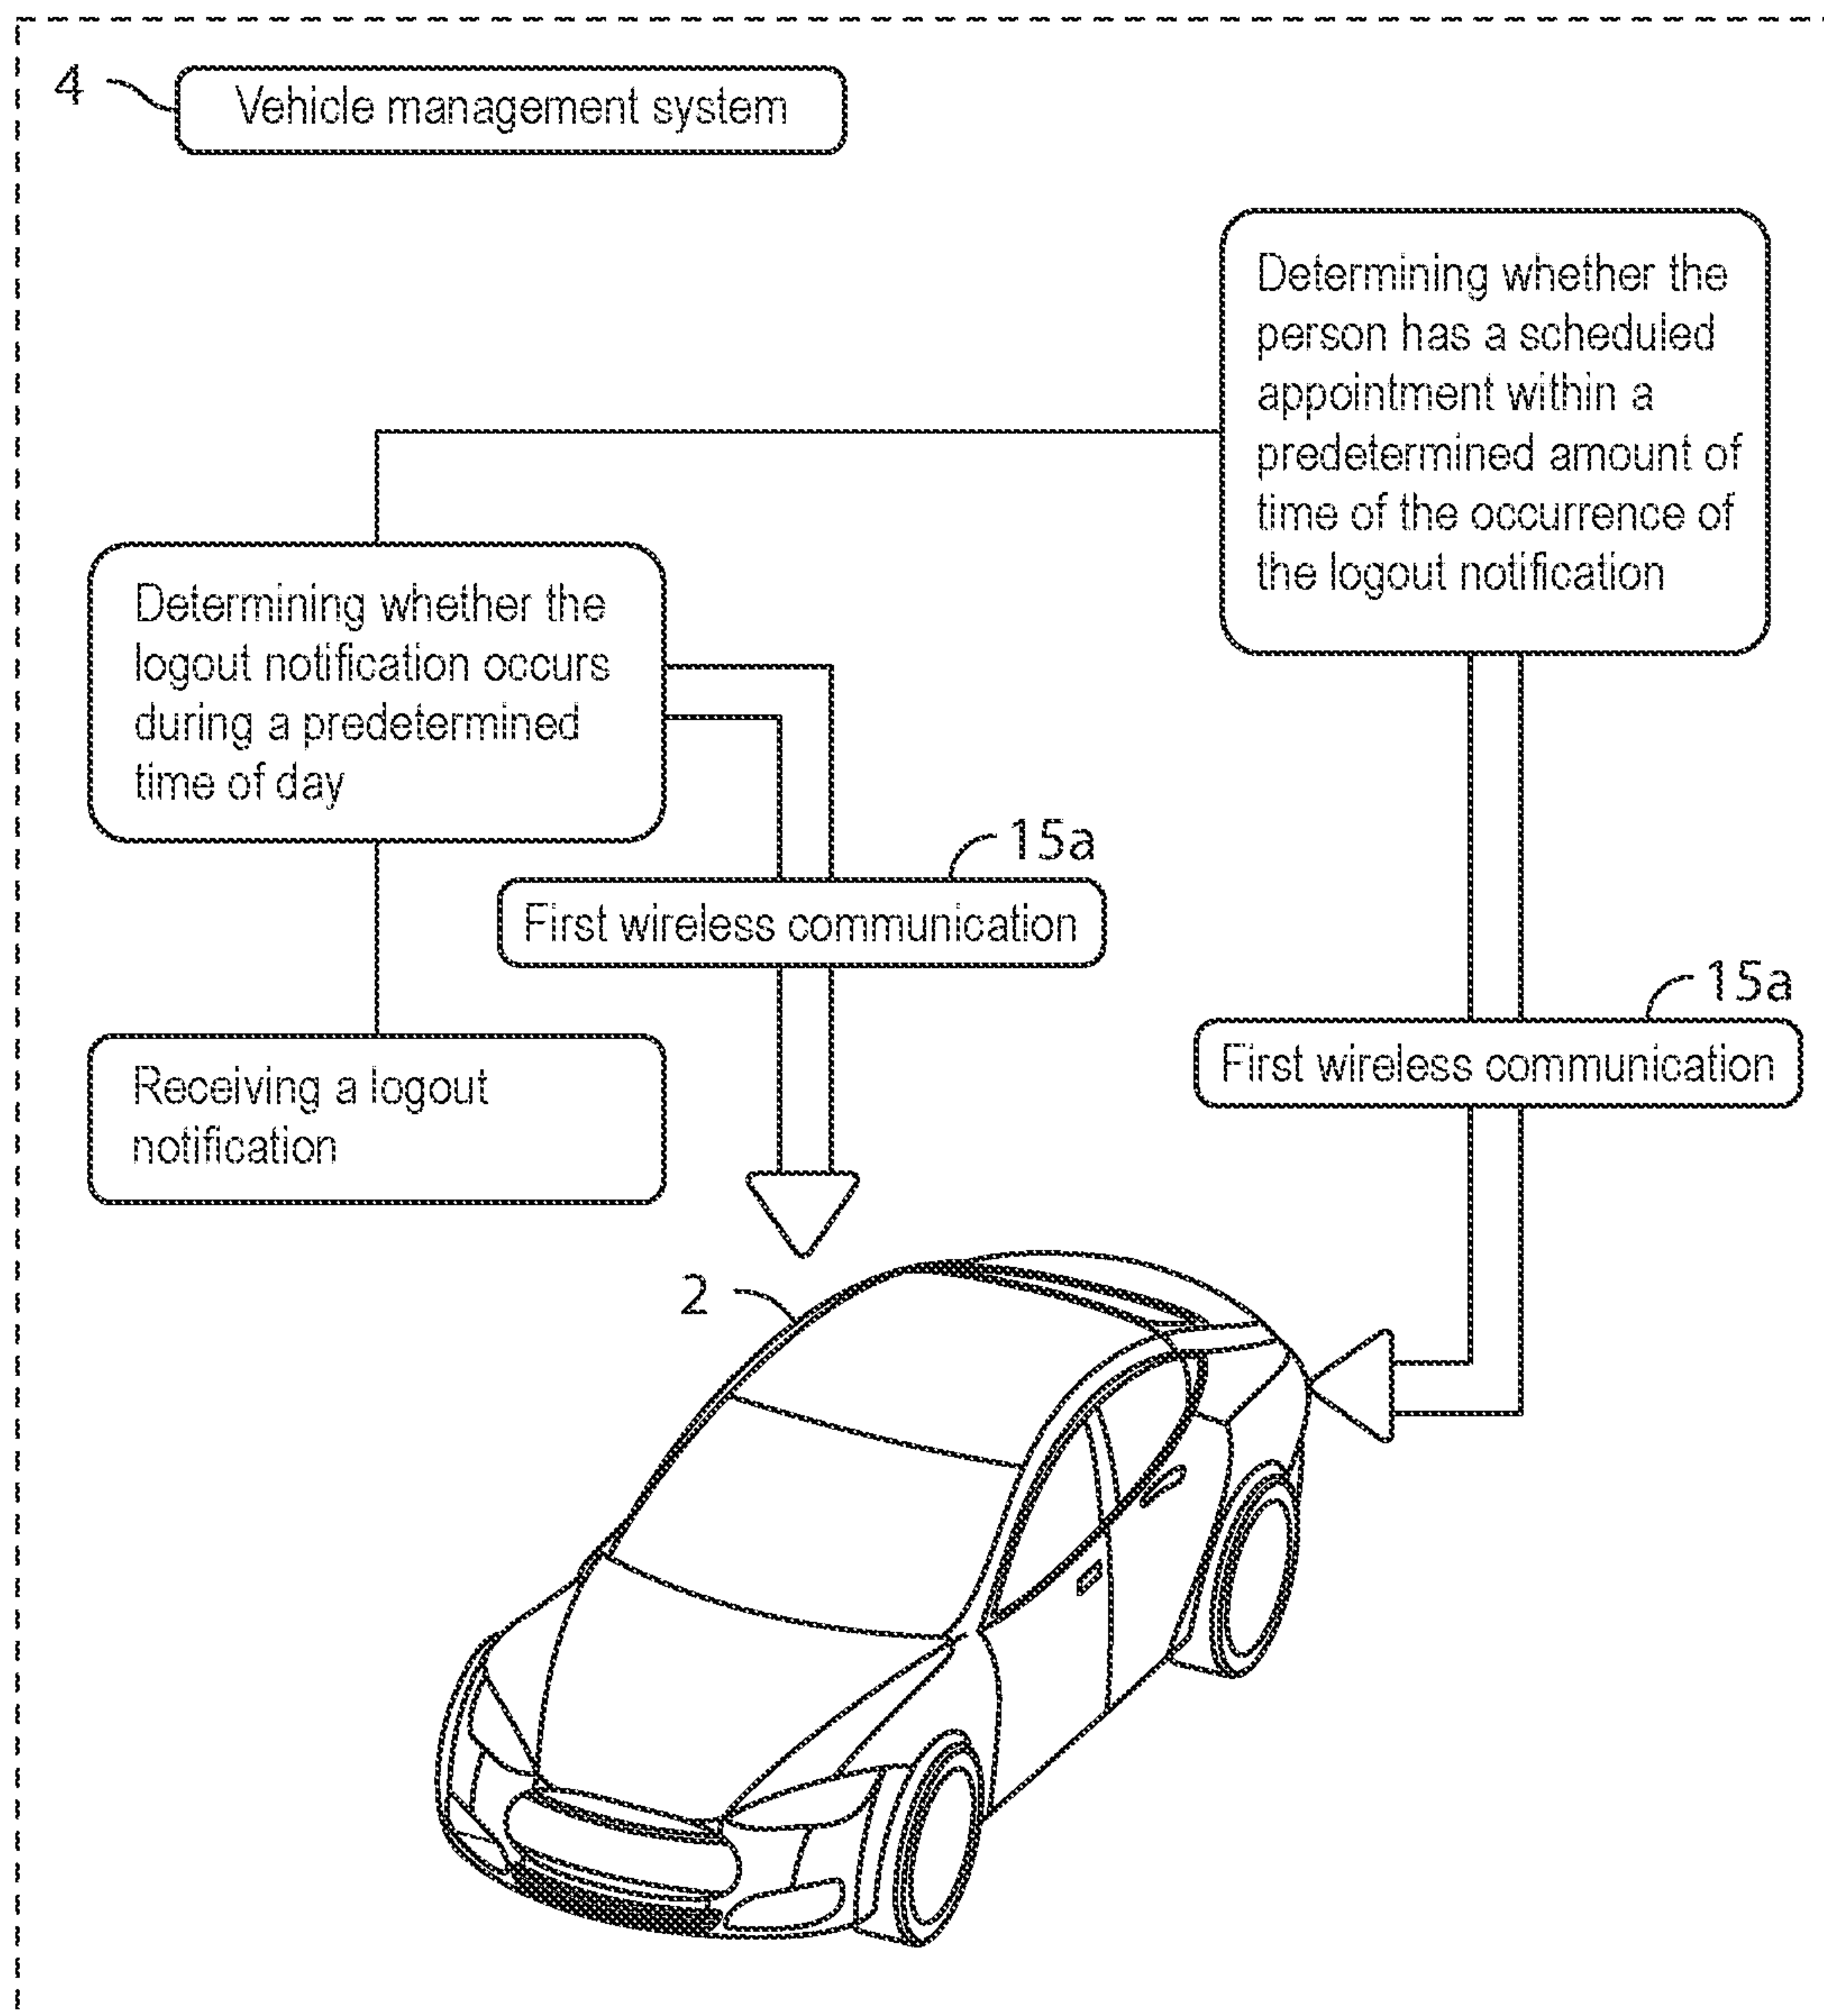 4
Vehicle management system
Determining whether the
person has a scheduled
appointment within a
predetermined amount of
time of the occurrence of
the logout notification
Determining whether the
logout notification occurs
during a predetermined
time of day
15a
First wireless communication
15a
First wireless communication
Receiving a logout
notification
2